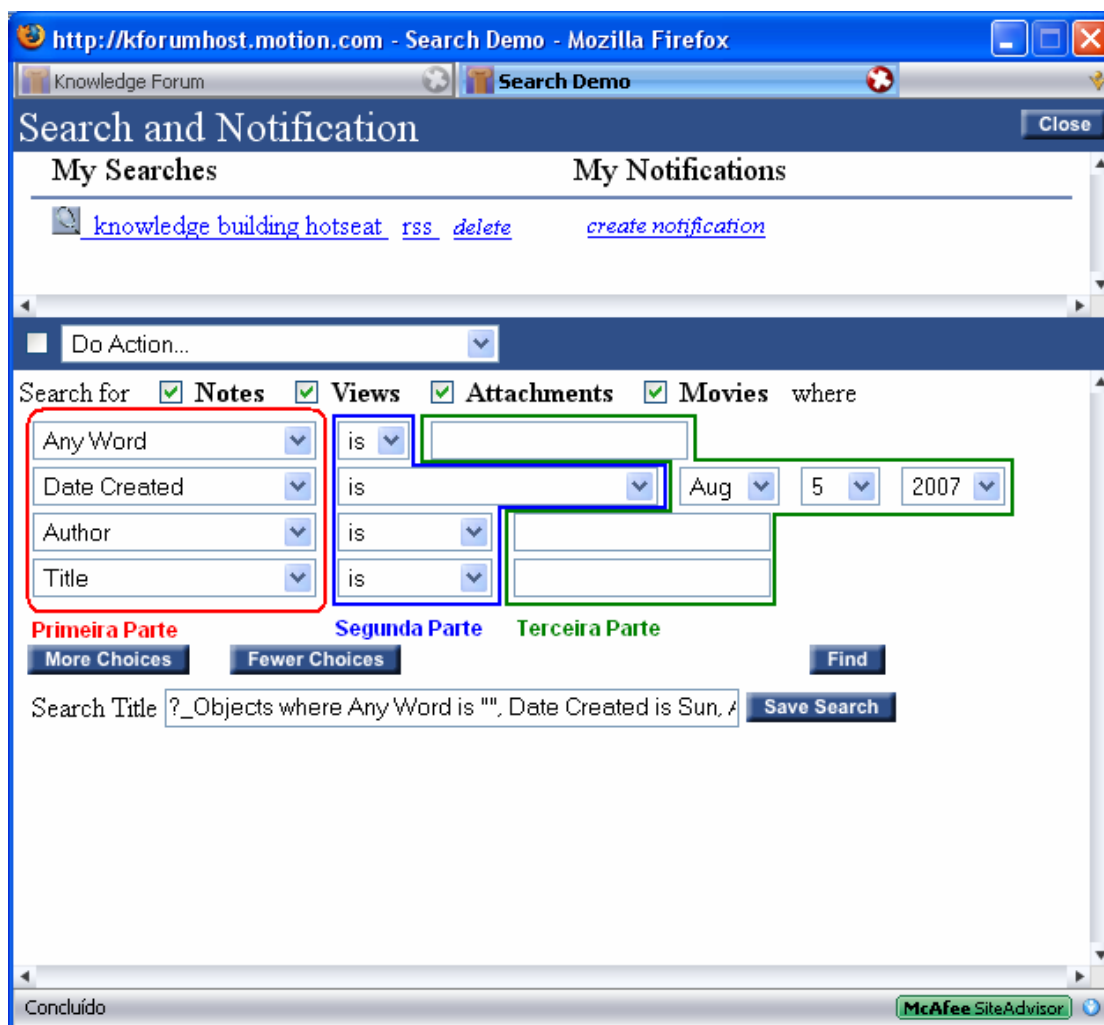 http://kforumhost.motion.com - Search Demo - Mozilla Firefox
Knowledge Forum Search Demo
Search and Notification Close
My Searches My Notifications
knowledge building hotseat rss delete create notification
Do Action...
Search for Notes Views Attachments Movies where
Any Word is
Date Created is Aug 5 2007
Author is
Title is
Primeira Parte Segunda Parte Terceira Parte
More Choices Fewer Choices Find
Search Title ?_Objects where Any Word is "", Date Created is Sun, Save Search
Concluído McAfee SiteAdvisor